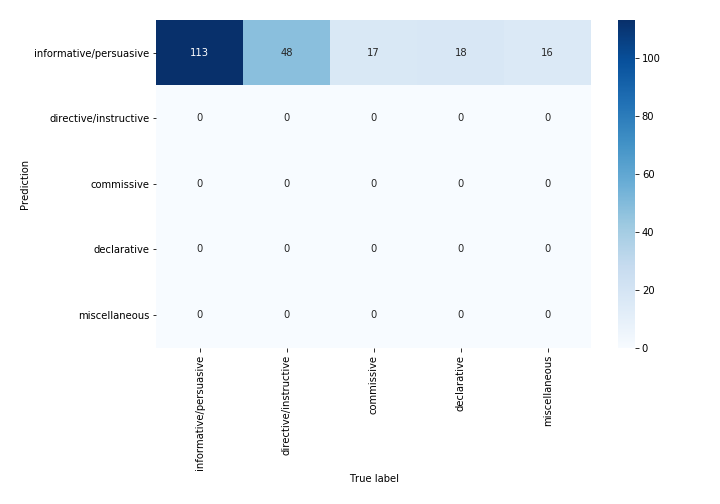 informative/persuasive 113 48 17 18 16
directive/instructive 0 0 0 0 0
commissive 0 0 0 0 0
declarative 0 0 0 0 0
miscellaneous 0 0 0 0 0
Prediction
informative/persuasive
directive/instructive
commissive
declarative
miscellaneous
True label
100
80
60
40
20
0